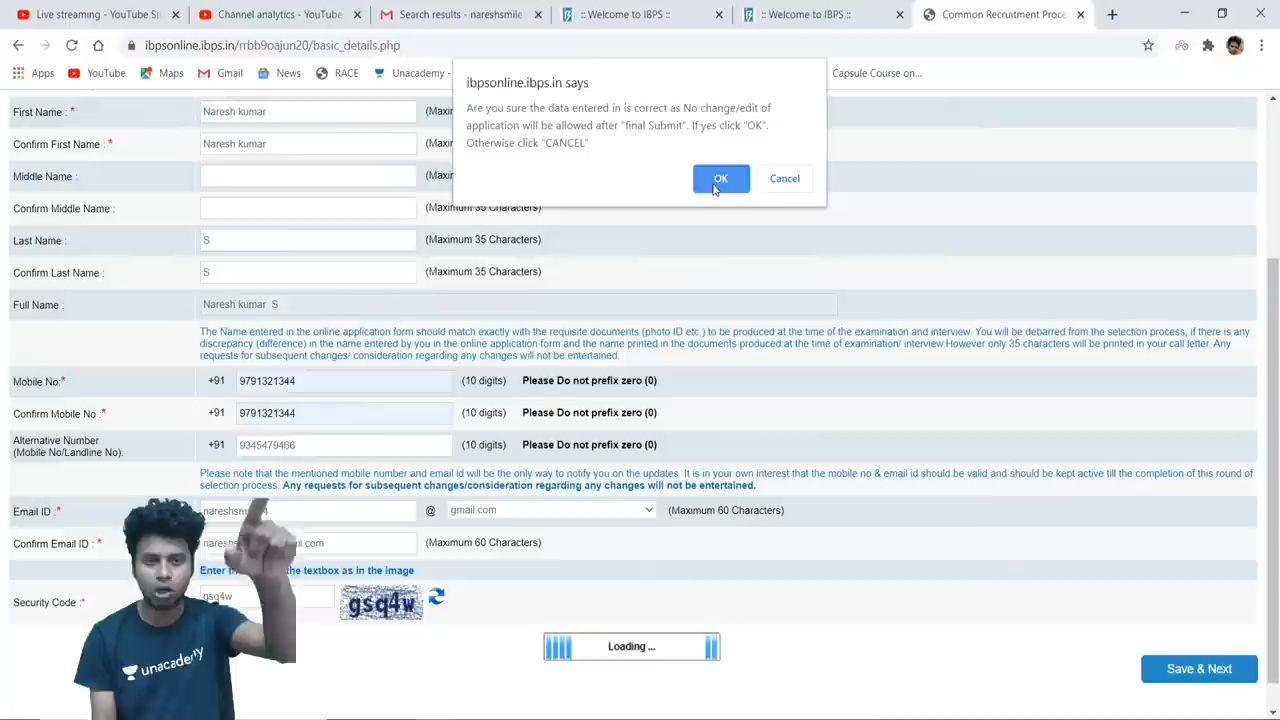 Live streaming - YouTube St
Channel analytics - YouTube
Search results - nareshsmile
:: Welcome to IBPS ::
:: Welcome to IBPS ::
Common Recruitment Proce
ibpsonline.ibps.in/rrbb9oajun20/basic_details.php
Apps
YouTube
Maps
Gmail
News
RACE
Unacademy -
Capsule Course on...
ibpsonline.ibps.in says
Are you sure the data entered in is correct as No change/edit of
application will be allowed after "final Submit". If yes click "OK".
Otherwise click "CANCEL"
OK Cancel
First Name : * Naresh kumar
Confirm First Name : * Naresh kumar
Middle Name :
Confirm Middle Name : (Maximum 35 Characters)
Last Name : S (Maximum 35 Characters)
Confirm Last Name : S (Maximum 35 Characters)
Full Name : Naresh kumar S
The Name entered in the online application form should match exactly with the requisite documents (photo ID etc.) to be produced at the time of the examination and interview. You will be debarred from the selection process, if there is any
discrepancy (difference) in the name entered by you in the online application form and the name printed in the documents produced at the time of examination/ interview.However only 35 characters will be printed in your call letter. Any
requests for subsequent changes/ consideration regarding any changes will not be entertained.
Mobile No:* +91 9791321344 (10 digits) Please Do not prefix zero (0)
Confirm Mobile No :* +91 9791321344 (10 digits) Please Do not prefix zero (0)
Alternative Number
(Mobile No/Landline No): +91 9345479466 (10 digits) Please Do not prefix zero (0)
Please note that the mentioned mobile number and email id will be the only way to notify you on the updates. It is in your own interest that the mobile no & email id should be valid and should be kept active till the completion of this round of
selection process. Any requests for subsequent changes/consideration regarding any changes will not be entertained.
Email ID :* @ gmail.com (Maximum 60 Characters)
Confirm Email ID : * (Maximum 60 Characters)
Enter the textbox as in the image
Security Code :* gsq4w gsq4w
Loading ...
Save & Next
unacademy